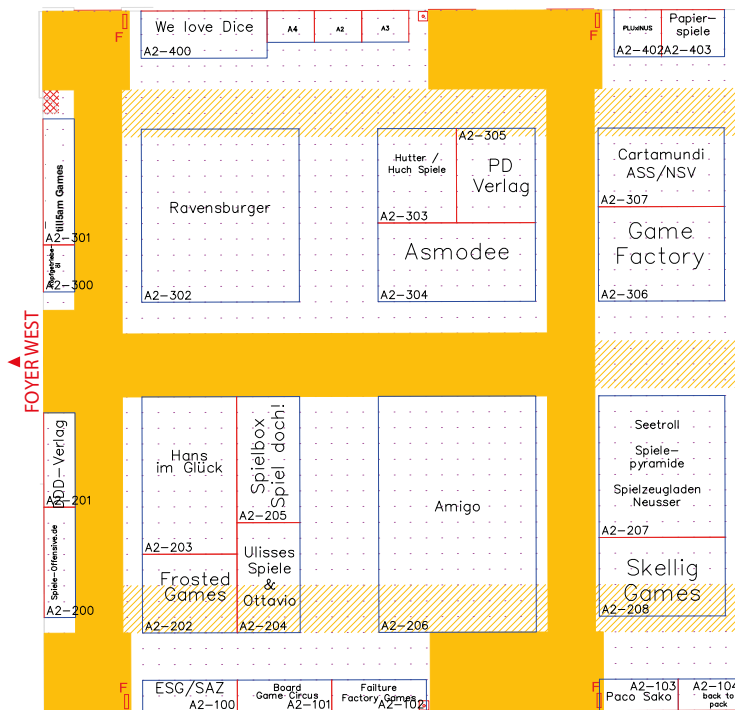 We love Dice
A2-400
A4
A2
A3
F
F
PLUxINUS
A2-402
Papier-
spiele
A2-403
till5am Games
A2-301
A2-300
Ravensburger
A2-302
Hutter /
Huch Spiele
A2-303
A2-305
PD
Verlag
Asmodee
A2-304
Cartamundi
ASS/NSV
A2-307
Game
Factory
A2-306
FOYER WEST
DDD-Verlag
A2-201
Spiele-Offensive.de
A2-200
Hans
im Glück
A2-203
Spielbox
Spiel doch!
A2-205
Frosted
Games
A2-202
Ulisses
Spiele
&
Ottavio
A2-204
Amigo
A2-206
Seetroll
Spiele-
pyramide
Spielzeugladen
Neusser
A2-207
Skellig
Games
A2-208
F
ESG/SAZ
A2-100
Board
Game Circus
A2-101
Failture
Factory Games
A2-102
F
A2-103
Paco Sako
A2-104
back to
pack